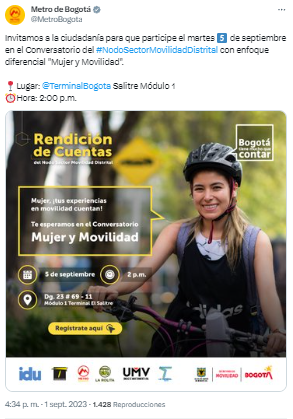 Metro de Bogotá
@MetroBogota
Invitamos a la ciudadanía para que participe el martes 5 de septiembre
en el Conversatorio del #NodoSectorMovilidadDistrital con enfoque
diferencial "Mujer y Movilidad".
Lugar: @TerminalBogota Salitre Módulo 1
Hora: 2:00 p.m.
Rendición
de Cuentas
del Nodo Sector Movilidad Distrital
Bogotá
contar
Mujer, ¡tus experiencias
en movilidad cuentan!
Te esperamos en el Conversatorio
Mujer y Movilidad
5 de septiembre
2 p.m.
Dg. 23 # 69 - 11
Módulo 1 Terminal El Salitre
Regístrate aquí
idu
LA ROLITA
UMV
MOVILIDAD
BOGOTÁ
4:34 p. m. · 1 sept. 2023 · 1.428 Reproducciones